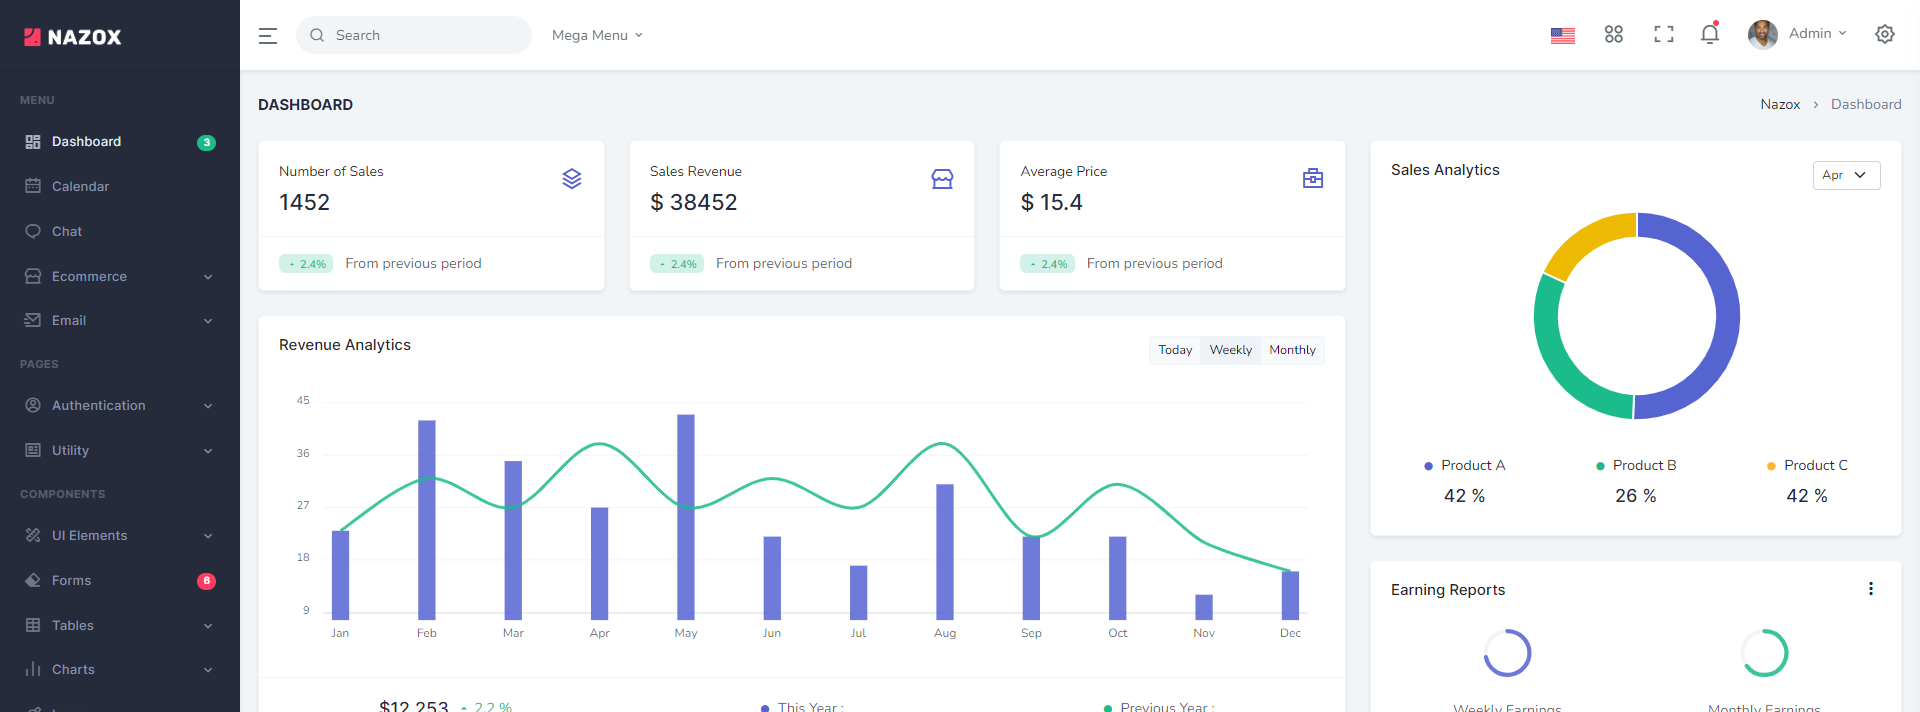 NAZOX
Search
Mega Menu
Admin
MENU
Dashboard 3
Calendar
Chat
Ecommerce
Email
PAGES
Authentication
Utility
COMPONENTS
UI Elements
Forms 6
Tables
Charts
DASHBOARD
Nazox > Dashboard
Number of Sales
1452
2.4% From previous period
Sales Revenue
$ 38452
2.4% From previous period
Average Price
$ 15.4
2.4% From previous period
Revenue Analytics
Today Weekly Monthly
45
36
27
18
9
Jan Feb Mar Apr May Jun Jul Aug Sep Oct Nov Dec
$12,253 2.2 %
This Year :
Previous Year :
Sales Analytics
Apr
Product A
42 %
Product B
26 %
Product C
42 %
Earning Reports
Weekly Earnings
Monthly Earnings